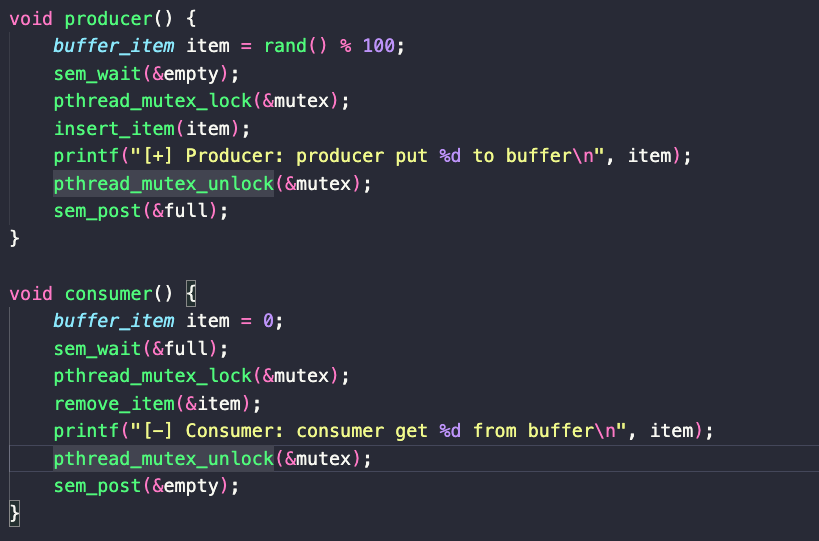 void producer() {
    buffer_item item = rand() % 100;
    sem_wait(&empty);
    pthread_mutex_lock(&mutex);
    insert_item(item);
    printf("[+] Producer: producer put %d to buffer\n", item);
    pthread_mutex_unlock(&mutex);
    sem_post(&full);
}

void consumer() {
    buffer_item item = 0;
    sem_wait(&full);
    pthread_mutex_lock(&mutex);
    remove_item(&item);
    printf("[-] Consumer: consumer get %d from buffer\n", item);
    pthread_mutex_unlock(&mutex);
    sem_post(&empty);
}